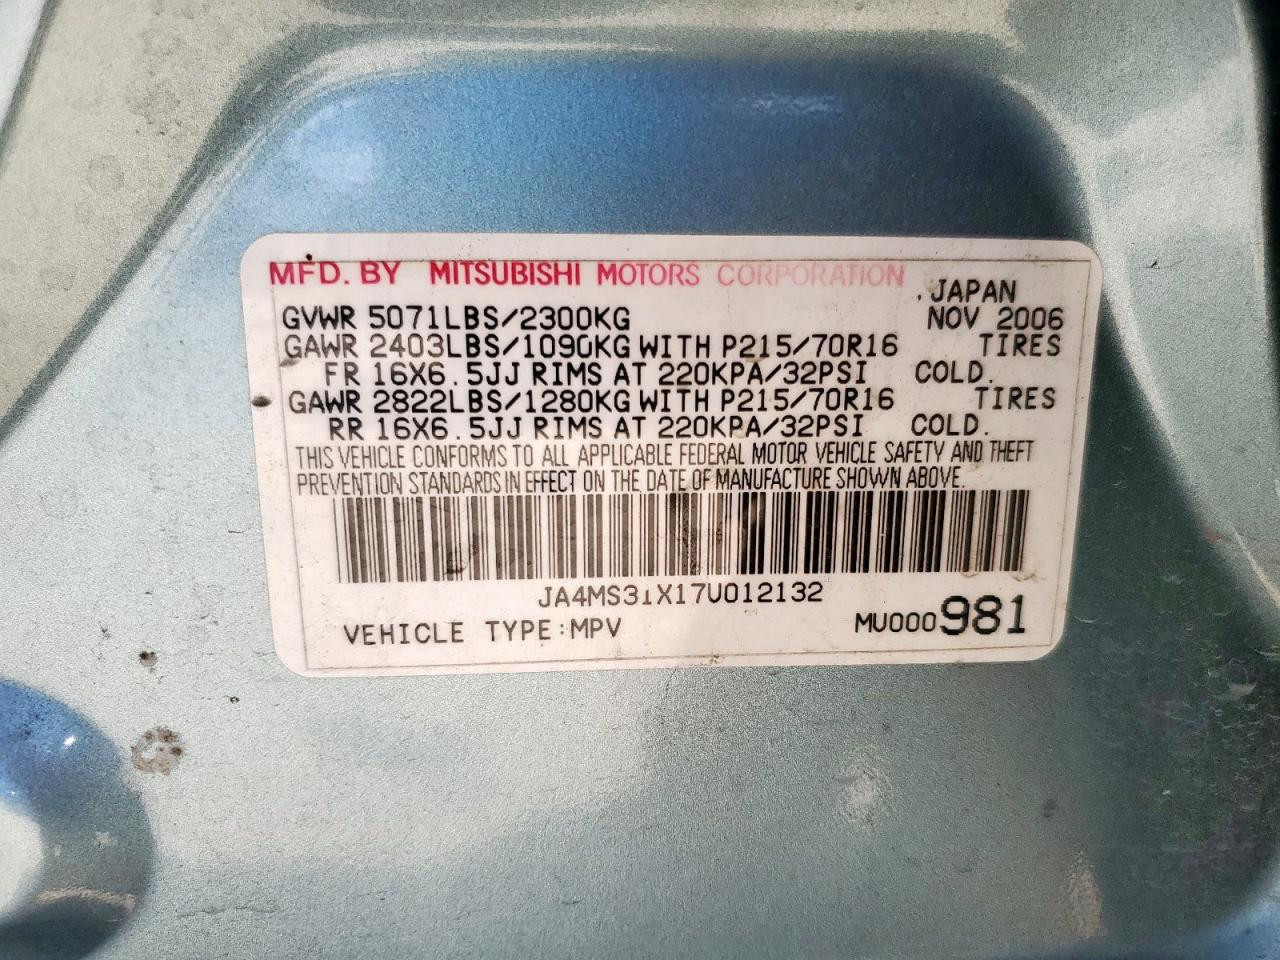 MFD. BY MITSUBISHI MOTORS CORPORATION
JAPAN
GVWR 5071LBS/2300KG NOV 2006
GAWR 2403LBS/1090KG WITH P215/70R16 TIRES
FR 16X6.5JJ RIMS AT 220KPA/32PSI COLD.
GAWR 2822LBS/1280KG WITH P215/70R16 TIRES
RR 16X6.5JJ RIMS AT 220KPA/32PSI COLD.
THIS VEHICLE CONFORMS TO ALL APPLICABLE FEDERAL MOTOR VEHICLE SAFETY AND THEFT
PREVENTION STANDARDS IN EFFECT ON THE DATE OF MANUFACTURE SHOWN ABOVE.
JA4MS31X17U012132
VEHICLE TYPE:MPV MU000981